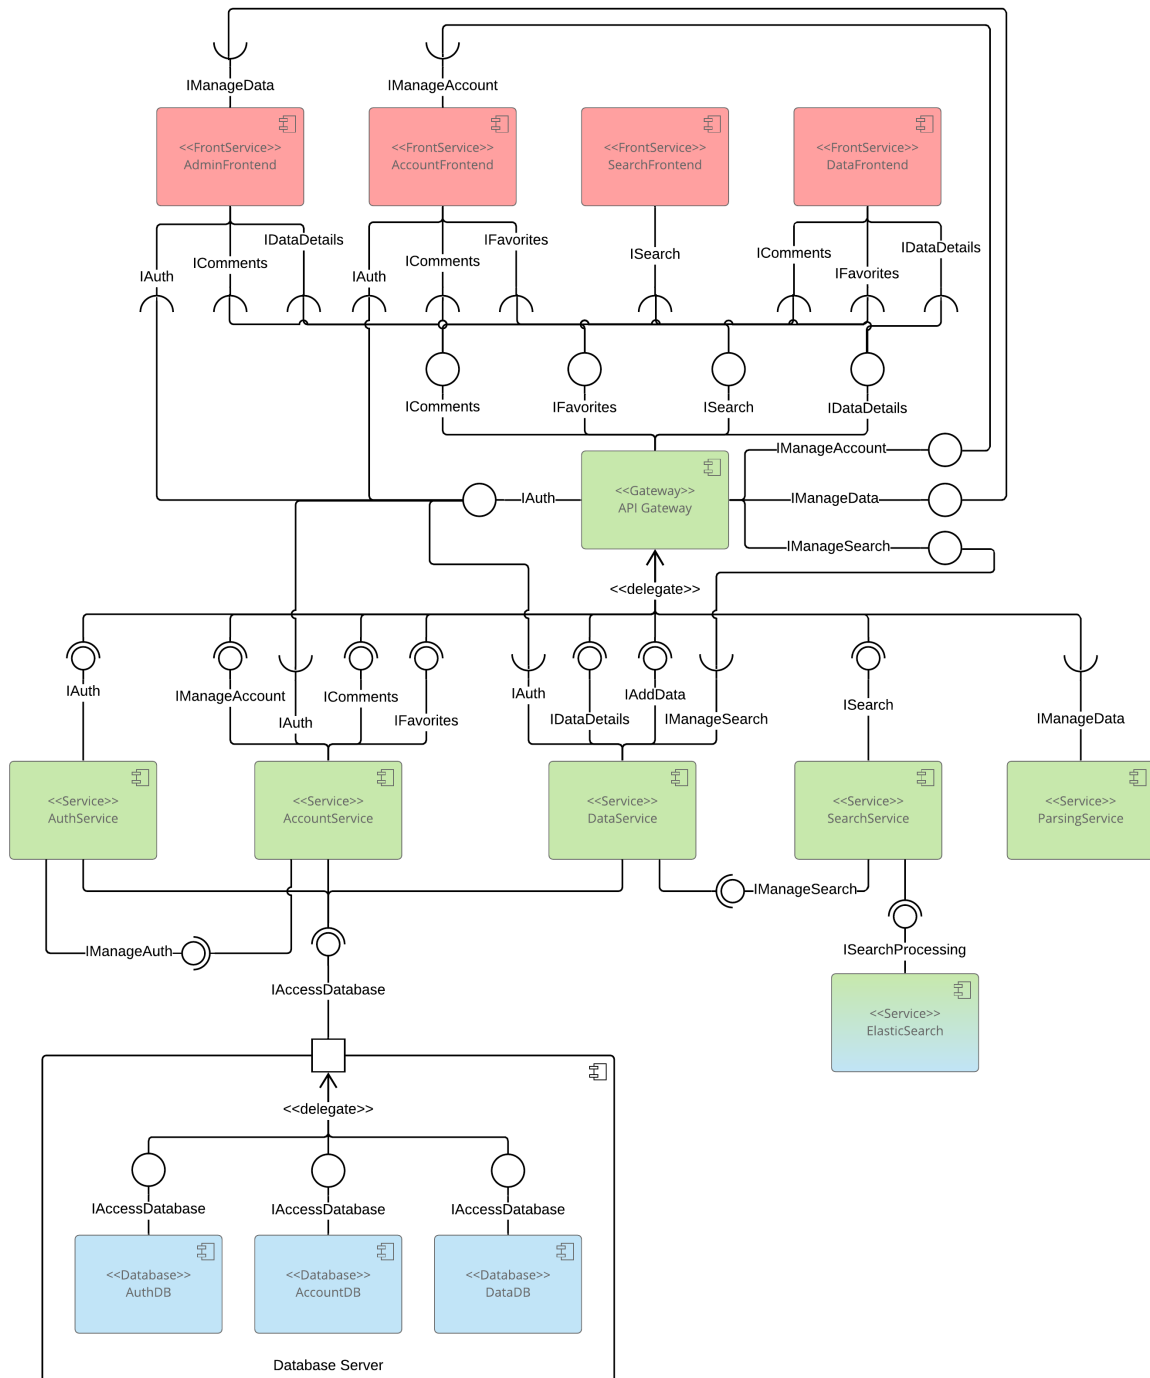 IManageData
IManageAccount
<<FrontService>>
AdminFrontend
<<FrontService>>
AccountFrontend
<<FrontService>>
SearchFrontend
<<FrontService>>
DataFrontend
IAuth
IComments
IDataDetails
IAuth
IComments
IFavorites
ISearch
IComments
IFavorites
IDataDetails
IComments
IFavorites
ISearch
IDataDetails
IManageAccount
IAuth
<<Gateway>>
API Gateway
IManageData
IManageSearch
<<delegate>>
IAuth
IManageAccount
IAuth
IComments
IFavorites
IAuth
IDataDetails
IAddData
IManageSearch
ISearch
IManageData
<<Service>>
AuthService
<<Service>>
AccountService
<<Service>>
DataService
<<Service>>
SearchService
<<Service>>
ParsingService
IManageSearch
IManageAuth
ISearchProcessing
IAccessDatabase
<<Service>>
ElasticSearch
<<delegate>>
IAccessDatabase
IAccessDatabase
IAccessDatabase
<<Database>>
AuthDB
<<Database>>
AccountDB
<<Database>>
DataDB
Database Server